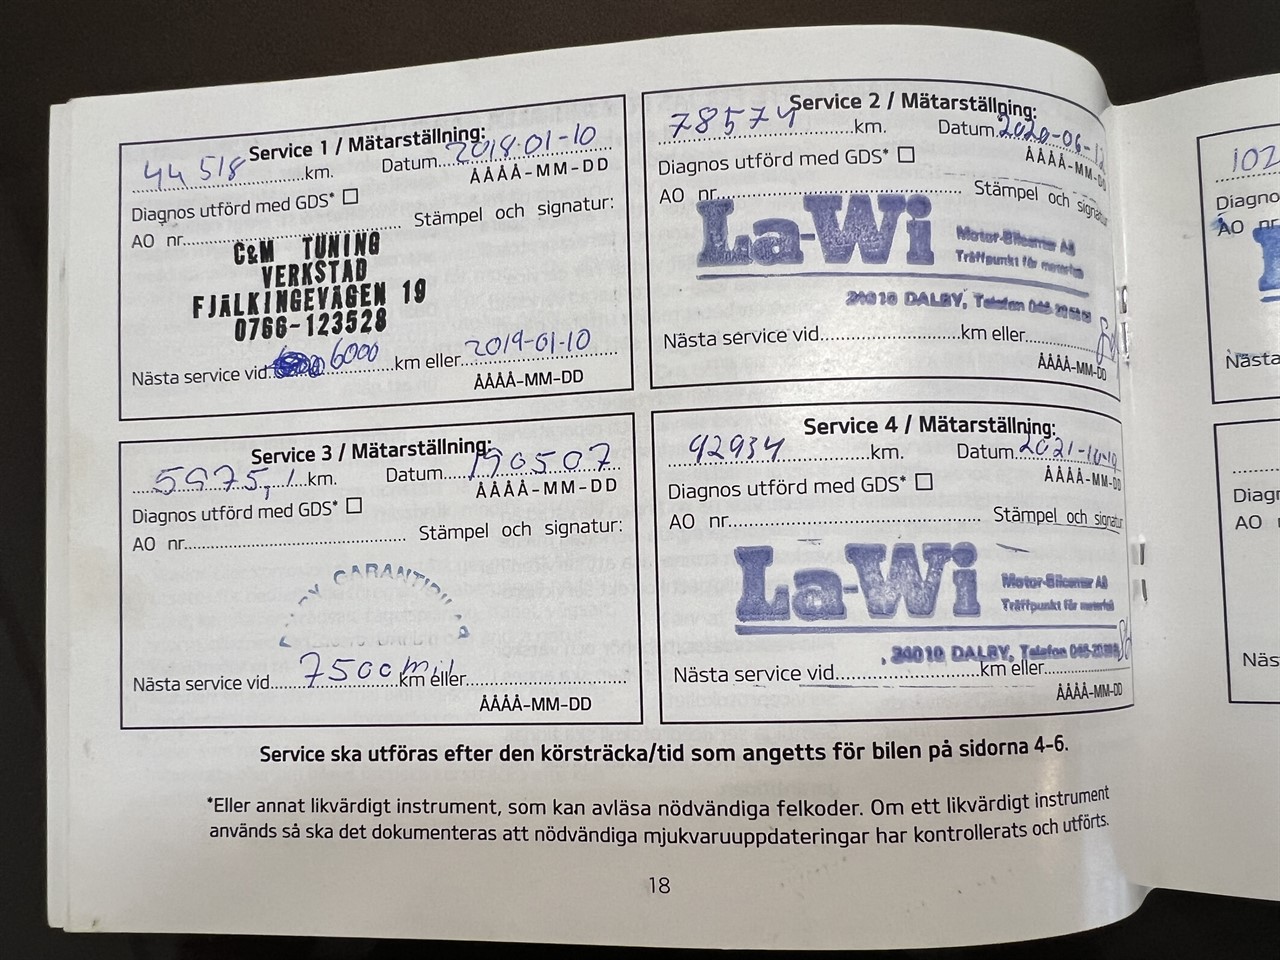 Service 1 / Mätarställning:
44 518 km. Datum 2018-01-10
ÅÅÅÅ-MM-DD
Diagnos utförd med GDS*
AO nr. Stämpel och signatur:
C&M TUNING
VERKSTAD
FJÄLKINGEVÄGEN 19
0766-123528
Nästa service vid 6000 km eller 2019-01-10
ÅÅÅÅ-MM-DD
Service 2 / Mätarställning:
78574 km. Datum 2020-06-12
ÅÅÅÅ-MM-DD
Diagnos utförd med GDS*
AO nr. Stämpel och signatur
La-Wi Motor-Bilcenter AB
Träffpunkt för motorfolk
24010 DALBY, Telefon
Nästa service vid km eller
ÅÅÅÅ-MM-DD
Service 3 / Mätarställning:
5975,1 km. Datum 190507
ÅÅÅÅ-MM-DD
Diagnos utförd med GDS*
AO nr. Stämpel och signatur:
Nästa service vid 7500 mil km eller
ÅÅÅÅ-MM-DD
Service 4 / Mätarställning:
92934 km. Datum 2021-10-19
ÅÅÅÅ-MM-DD
Diagnos utförd med GDS*
AO nr. Stämpel och signatur
La-Wi Motor-Bilcenter AB
Träffpunkt för motorfolk
24010 DALBY, Telefon
Nästa service vid km eller
ÅÅÅÅ-MM-DD
Service ska utföras efter den körsträcka/tid som angetts för bilen på sidorna 4-6.
*Eller annat likvärdigt instrument, som kan avläsa nödvändiga felkoder. Om ett likvärdigt instrument
används så ska det dokumenteras att nödvändiga mjukvaruuppdateringar har kontrollerats och utförts.
18
102
Diagno
AO nr
Nästa
Diagn
AO
Näs